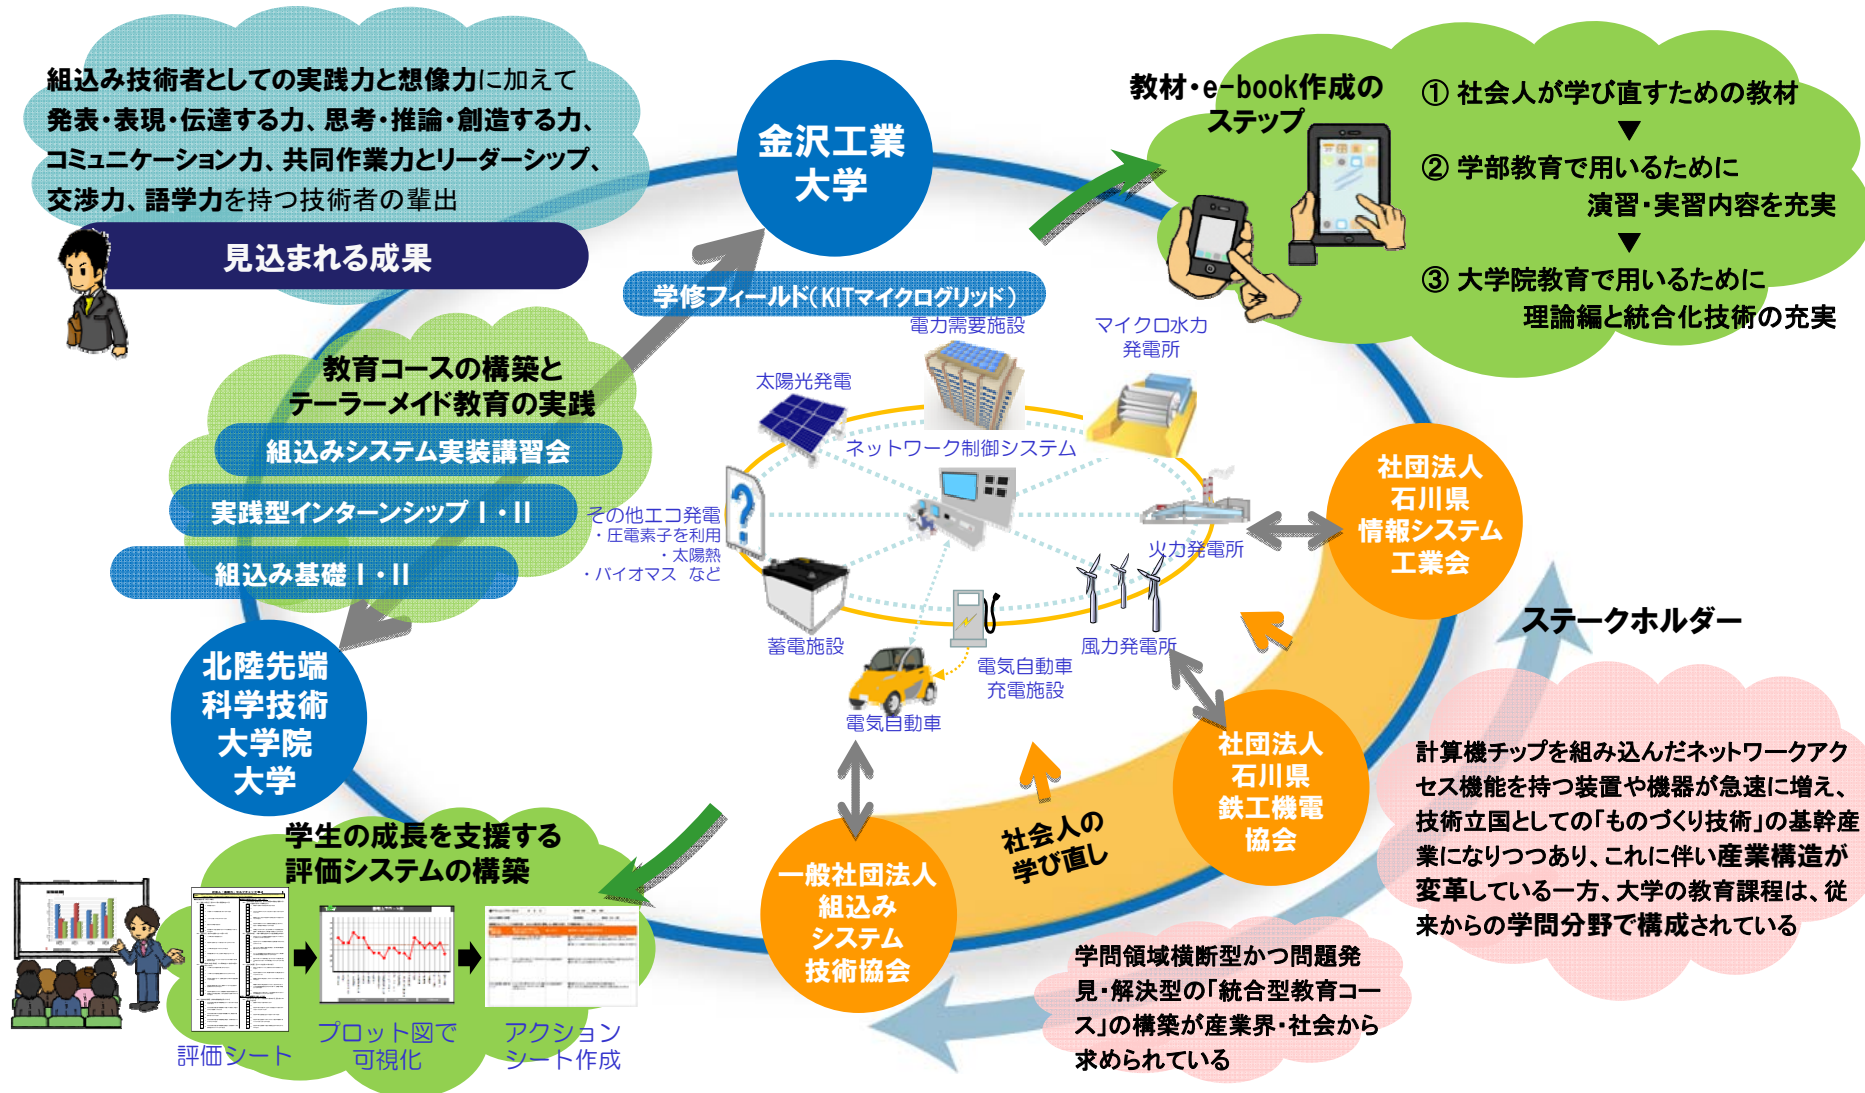 組込み技術者としての実践力と想像力に加えて
発表・表現・伝達する力、思考・推論・創造する力、
コミュニケーション力、共同作業力とリーダーシップ、
交渉力、語学力を持つ技術者の輩出
見込まれる成果
金沢工業
大学
教材・e-book作成の
ステップ
① 社会人が学び直すための教材
▼
② 学部教育で用いるために
演習・実習内容を充実
▼
③ 大学院教育で用いるために
理論編と統合化技術の充実
学修フィールド(KITマイクログリッド)
電力需要施設
マイクロ水力
発電所
太陽光発電
ネットワーク制御システム
その他エコ発電
・圧電素子を利用
・太陽熱
・バイオマス など
火力発電所
蓄電施設
風力発電所
電気自動車
充電施設
電気自動車
教育コースの構築と
テーラーメイド教育の実践
組込みシステム実装講習会
実践型インターンシップ Ⅰ・Ⅱ
組込み基礎 Ⅰ・Ⅱ
北陸先端
科学技術
大学院
大学
社団法人
石川県
情報システム
工業会
ステークホルダー
社団法人
石川県
鉄工機電
協会
社会人の
学び直し
一般社団法人
組込み
システム
技術協会
計算機チップを組み込んだネットワークアク
セス機能を持つ装置や機器が急速に増え、
技術立国としての「ものづくり技術」の基幹産
業になりつつあり、これに伴い産業構造が
変革している一方、大学の教育課程は、従
来からの学問分野で構成されている
学問領域横断型かつ問題発
見・解決型の「統合型教育コー
ス」の構築が産業界・社会から
求められている
学生の成長を支援する
評価システムの構築
評価シート
プロット図で
可視化
アクション
シート作成